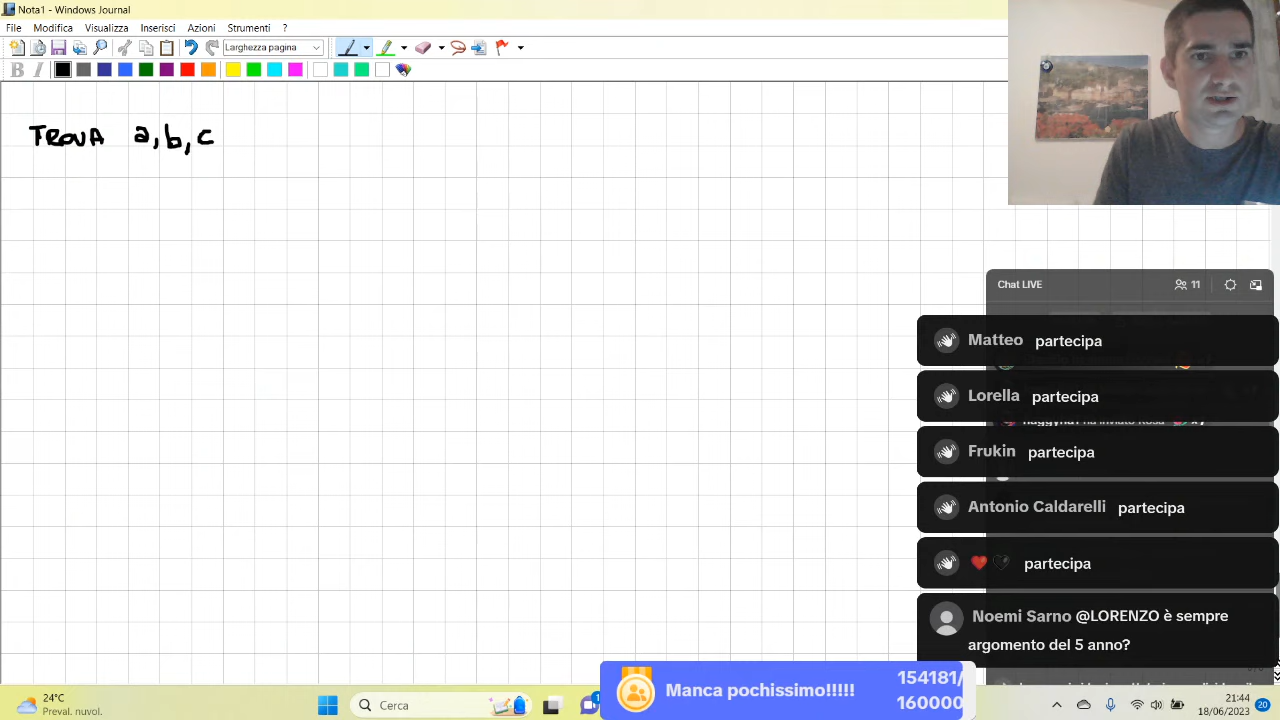 Nota1 - Windows Journal
File Modifica Visualizza Inserisci Azioni Strumenti ?
Larghezza pagina
B I
TROVA a,b,c
Chat LIVE 11
Matteo partecipa
Lorella partecipa
Frukin partecipa
Antonio Caldarelli partecipa
partecipa
Noemi Sarno @LORENZO è sempre
argomento del 5 anno?
Manca pochissimo!!!!! 154181/
160000
24°C
Preval. nuvol.
Cerca
21:44
18/06/2023
20